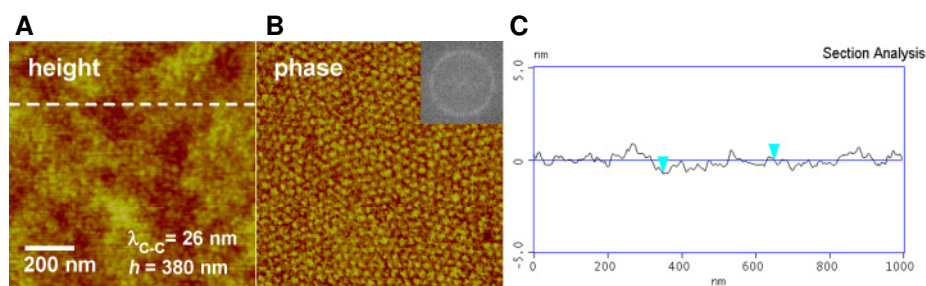 A
B
C
height
phase
λC-C = 26 nm
h = 380 nm
200 nm
Section Analysis
nm
5.0
0
-5.0
0 200 400 600 800 1000
nm